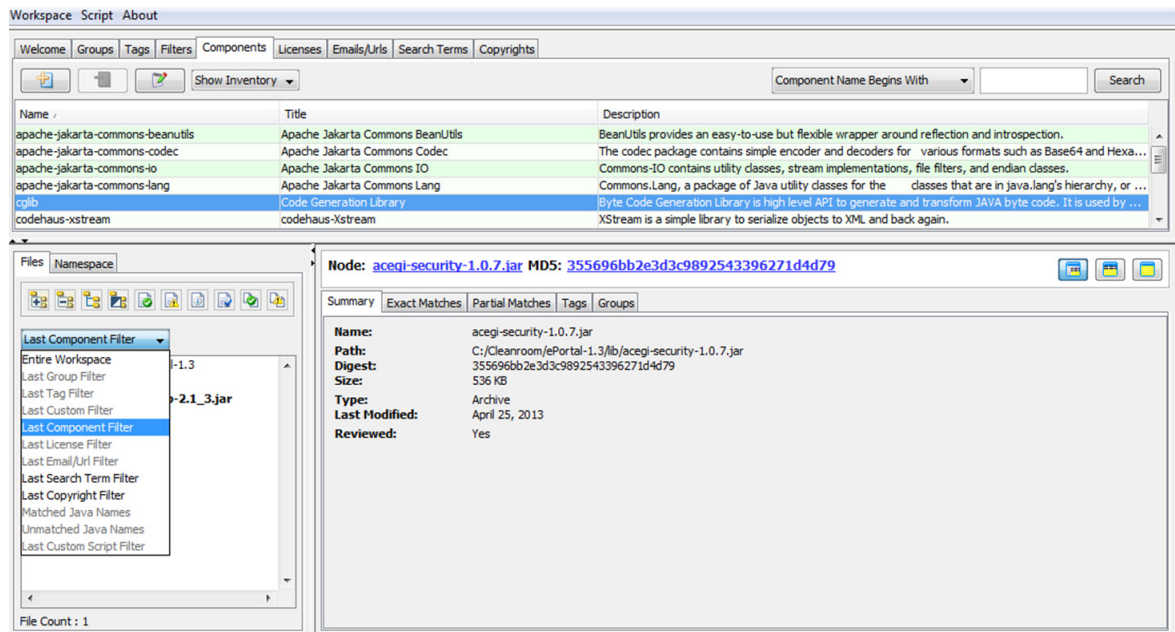 Workspace Script About
Welcome Groups Tags Filters Components Licenses Emails/Urls Search Terms Copyrights
Show Inventory Component Name Begins With Search
Name Title Description
apache-jakarta-commons-beanutils Apache Jakarta Commons BeanUtils BeanUtils provides an easy-to-use but flexible wrapper around reflection and introspection.
apache-jakarta-commons-codec Apache Jakarta Commons Codec The codec package contains simple encoder and decoders for various formats such as Base64 and Hexa...
apache-jakarta-commons-io Apache Jakarta Commons IO Commons-IO contains utility classes, stream implementations, file filters, and endian classes.
apache-jakarta-commons-lang Apache Jakarta Commons Lang Commons.Lang, a package of Java utility classes for the classes that are in java.lang's hierarchy, or ...
cglib Code Generation Library Byte Code Generation Library is high level API to generate and transform JAVA byte code. It is used by ...
codehaus-xstream codehaus-Xstream XStream is a simple library to serialize objects to XML and back again.
Files Namespace
Last Component Filter
Entire Workspace
l-1.3
Last Group Filter
Last Tag Filter
b-2.1_3.jar
Last Custom Filter
Last Component Filter
Last License Filter
Last Email/Url Filter
Last Search Term Filter
Last Copyright Filter
Matched Java Names
Unmatched Java Names
Last Custom Script Filter
File Count : 1
Node: acegi-security-1.0.7.jar MD5: 355696bb2e3d3c9892543396271d4d79
Summary Exact Matches Partial Matches Tags Groups
Name: acegi-security-1.0.7.jar
Path: C:/Cleanroom/ePortal-1.3/lib/acegi-security-1.0.7.jar
Digest: 355696bb2e3d3c9892543396271d4d79
Size: 536 KB
Type: Archive
Last Modified: April 25, 2013
Reviewed: Yes